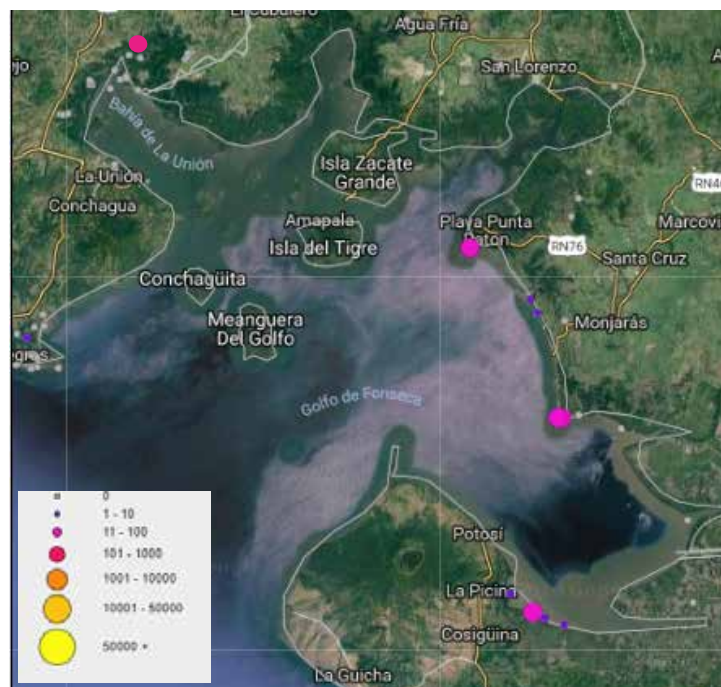 El Cubulero
Agua Fría
ejo
San Lorenzo
A
Bahía de La Unión
La Unión
Isla Zacate
Grande
RN40
Conchagua
Amapala
Playa Punta
Ratón
Marcovi
Isla del Tigre
RN76
Santa Cruz
Conchagüita
Meanguera
Del Golfo
Monjarás
egros
Golfo de Fonseca
Potosí
La Picina
Cosigüina
La Guicha
0
1 - 10
11 - 100
101 - 1000
1001 - 10000
10001 - 50000
50000 +